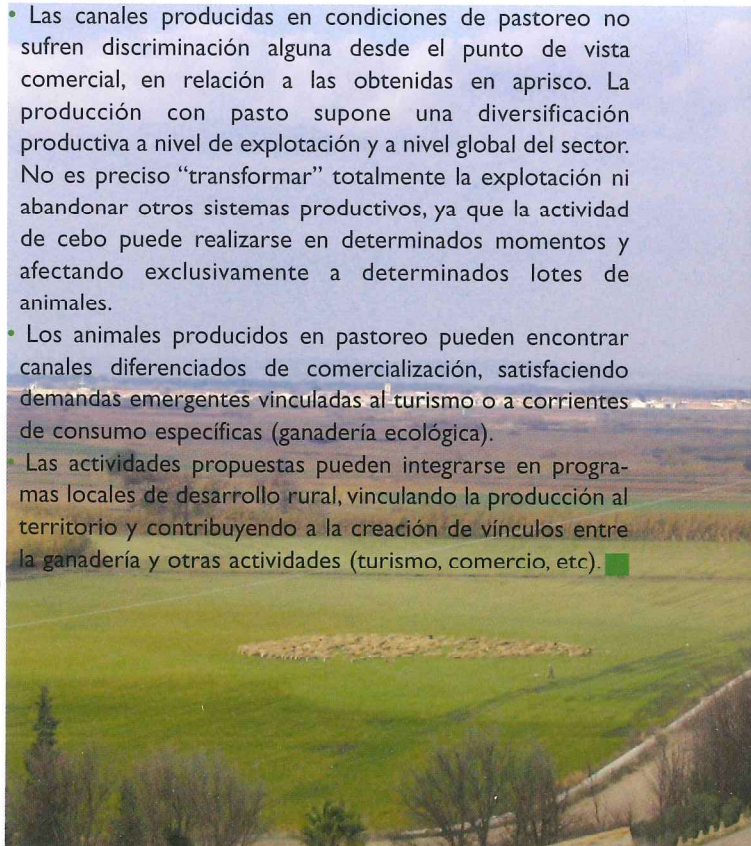 • Las canales producidas en condiciones de pastoreo no
sufren discriminación alguna desde el punto de vista
comercial, en relación a las obtenidas en aprisco. La
producción con pasto supone una diversificación
productiva a nivel de explotación y a nivel global del sector.
No es preciso “transformar” totalmente la explotación ni
abandonar otros sistemas productivos, ya que la actividad
de cebo puede realizarse en determinados momentos y
afectando exclusivamente a determinados lotes de
animales.
• Los animales producidos en pastoreo pueden encontrar
canales diferenciados de comercialización, satisfaciendo
demandas emergentes vinculadas al turismo o a corrientes
de consumo específicas (ganadería ecológica).
• Las actividades propuestas pueden integrarse en progra-
mas locales de desarrollo rural, vinculando la producción al
territorio y contribuyendo a la creación de vínculos entre
la ganadería y otras actividades (turismo, comercio, etc).